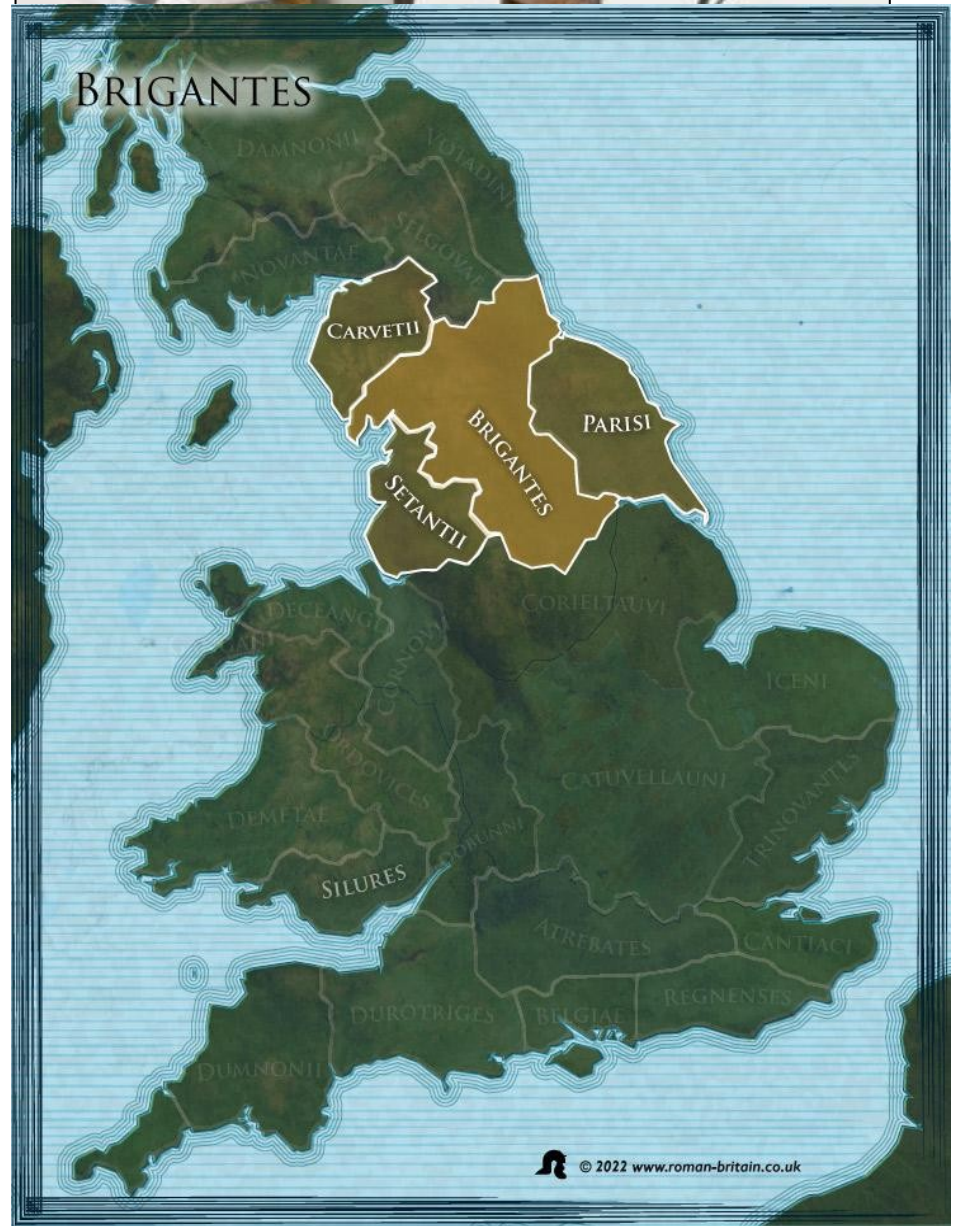 BRIGANTES
DAMNONII
VOTADINI
SELGOVAE
NOVANTAE
CARVETII
BRIGANTES
PARISI
SETANTII
DECEANGLI
CORIELTAUVI
CORNOVII
ICENI
ORDOVICES
CATUVELLAUNI
TRINOVANTES
DEMETAE
DOBUNNI
SILURES
ATREBATES
CANTIACI
REGNENSES
DUROTRIGES
BELGIAE
DUMNONII
© 2022 www.roman-britain.co.uk